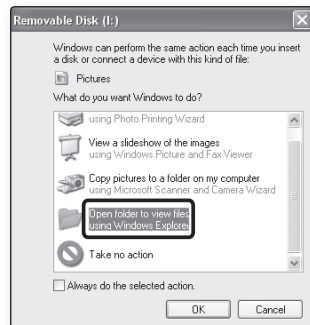 Removable Disk (I:)
Windows can perform the same action each time you insert
a disk or connect a device with this kind of file:
Pictures
What do you want Windows to do?
using Photo Printing Wizard
View a slideshow of the images
using Windows Picture and Fax Viewer
Copy pictures to a folder on my computer
using Microsoft Scanner and Camera Wizard
Open folder to view files
using Windows Explorer
Take no action
Always do the selected action.
OK
Cancel